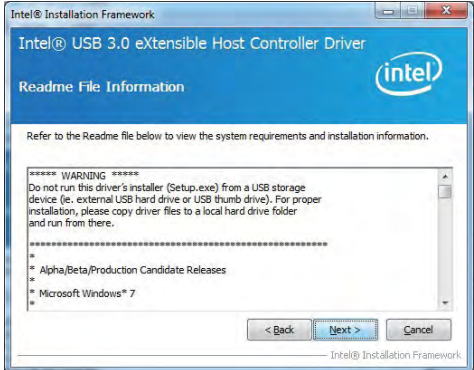 Intel® Installation Framework
Intel® USB 3.0 eXtensible Host Controller Driver
(intel)
Readme File Information
Refer to the Readme file below to view the system requirements and installation information.
***** WARNING *****
Do not run this driver's installer (Setup.exe) from a USB storage
device (ie. external USB hard drive or USB thumb drive). For proper
installation, please copy driver files to a local hard drive folder
and run from there.
************************************************************
*
* Alpha/Beta/Production Candidate Releases
*
* Microsoft Windows* 7
*
< Back
Next >
Cancel
Intel® Installation Framework